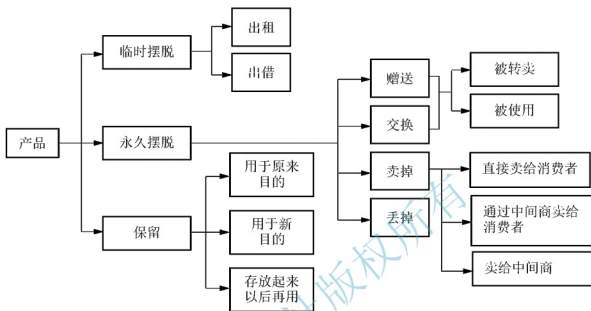 产品
临时摆脱
出租
出借
永久摆脱
赠送
交换
被转卖
被使用
卖掉
直接卖给消费者
通过中间商卖给
消费者
卖给中间商
丢掉
保留
用于原来
目的
用于新
目的
存放起来
以后再用
版权所有